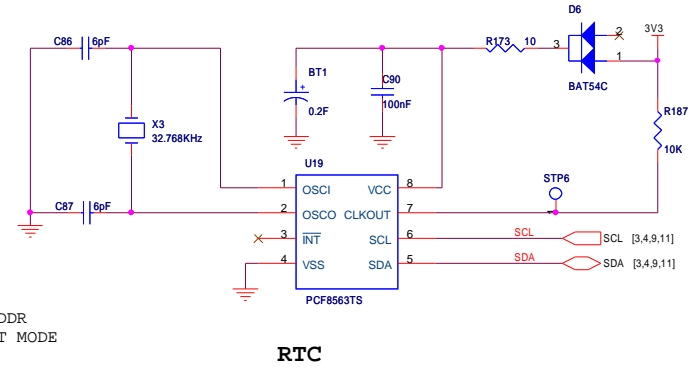 D6
C86 6pF
R173 10
3V3
2
3
1
BT1
C90
BAT54C
R187
0.2F
100nF
X3
32.768KHz
10K
U19
STP6
1 OSCI VCC 8
C87 6pF
2 OSCO CLKOUT 7
3 INT SCL 6 SCL SCL [3,4,9,11]
4 VSS SDA 5 SDA SDA [3,4,9,11]
PCF8563TS
DDR
T MODE
RTC